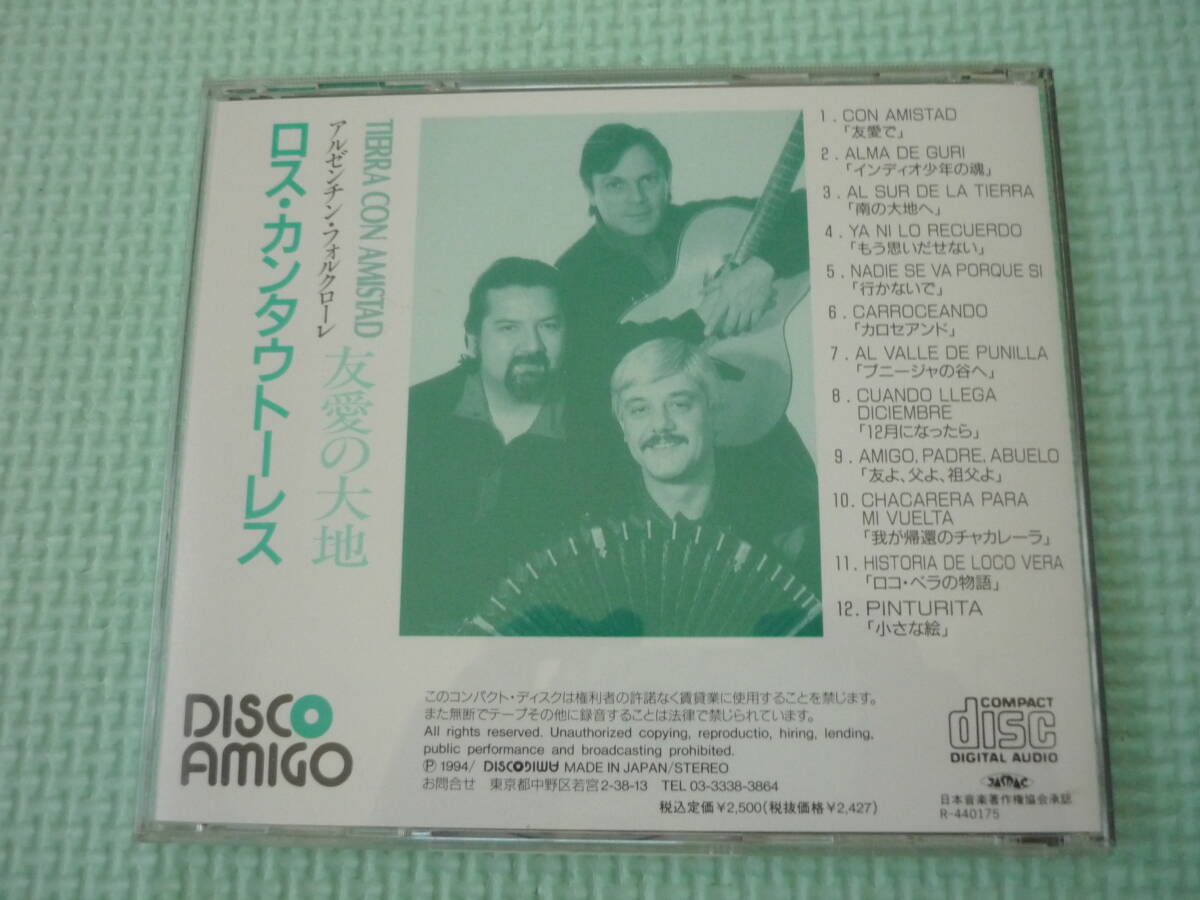 ロス・カンタウトーレス
TIERRA CON AMISTAD
アルゼンチン・フォルクローレ
友愛の大地
1. CON AMISTAD
「友愛で」
2. ALMA DE GURI
「インディオ少年の魂」
3. AL SUR DE LA TIERRA
「南の大地へ」
4. YA NI LO RECUERDO
「もう思いだせない」
5. NADIE SE VA PORQUE SI
「行かないで」
6. CARROCEANDO
「カロセアンド」
7. AL VALLE DE PUNILLA
「プニージャの谷へ」
8. CUANDO LLEGA
DICIEMBRE
「12月になったら」
9. AMIGO, PADRE, ABUELO
「友よ、父よ、祖父よ」
10. CHACARERA PARA
MI VUELTA
「我が帰還のチャカレーラ」
11. HISTORIA DE LOCO VERA
「ロコ・ベラの物語」
12. PINTURITA
「小さな絵」
DISCO
AMIGO
このコンパクト・ディスクは権利者の許諾なく賃貸業に使用することを禁じます。
また無断でテープその他に録音することは法律で禁じられています。
All rights reserved. Unauthorized copying, reproductio, hiring, lending,
public performance and broadcasting prohibited.
Ⓟ 1994/ DISCO AMIGO MADE IN JAPAN/STEREO
お問合せ 東京都中野区若宮2-38-13 TEL 03-3338-3864
税込定価¥2,500(税抜価格¥2,427)
COMPACT
disc
DIGITAL AUDIO
JASRAC
日本音楽著作権協会承認
R-440175